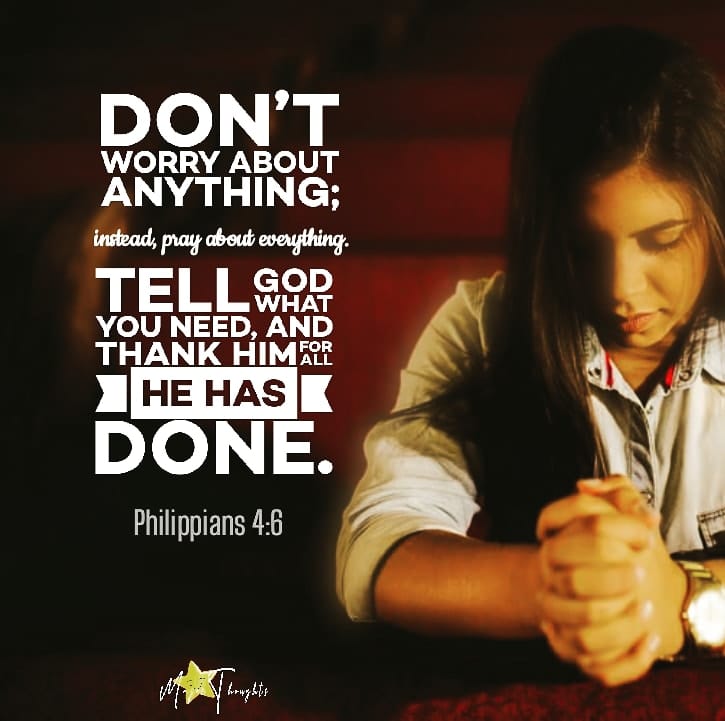 DON'T
WORRY ABOUT
ANYTHING;
instead, pray about everything.
TELL GOD WHAT
YOU NEED, AND
THANK HIM FOR ALL
HE HAS
DONE.
Philippians 4:6
Thoughts